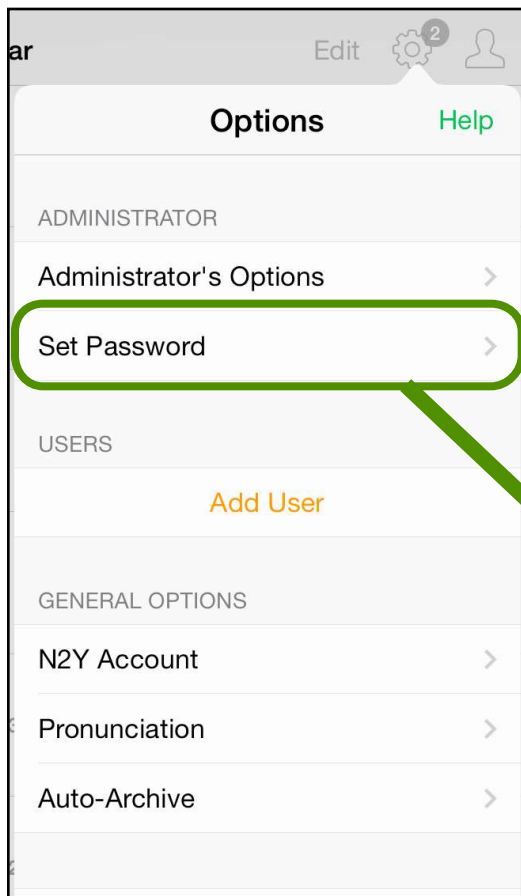 ar Edit 2
Options Help
ADMINISTRATOR
Administrator's Options
Set Password
USERS
Add User
GENERAL OPTIONS
N2Y Account
Pronunciation
Auto-Archive